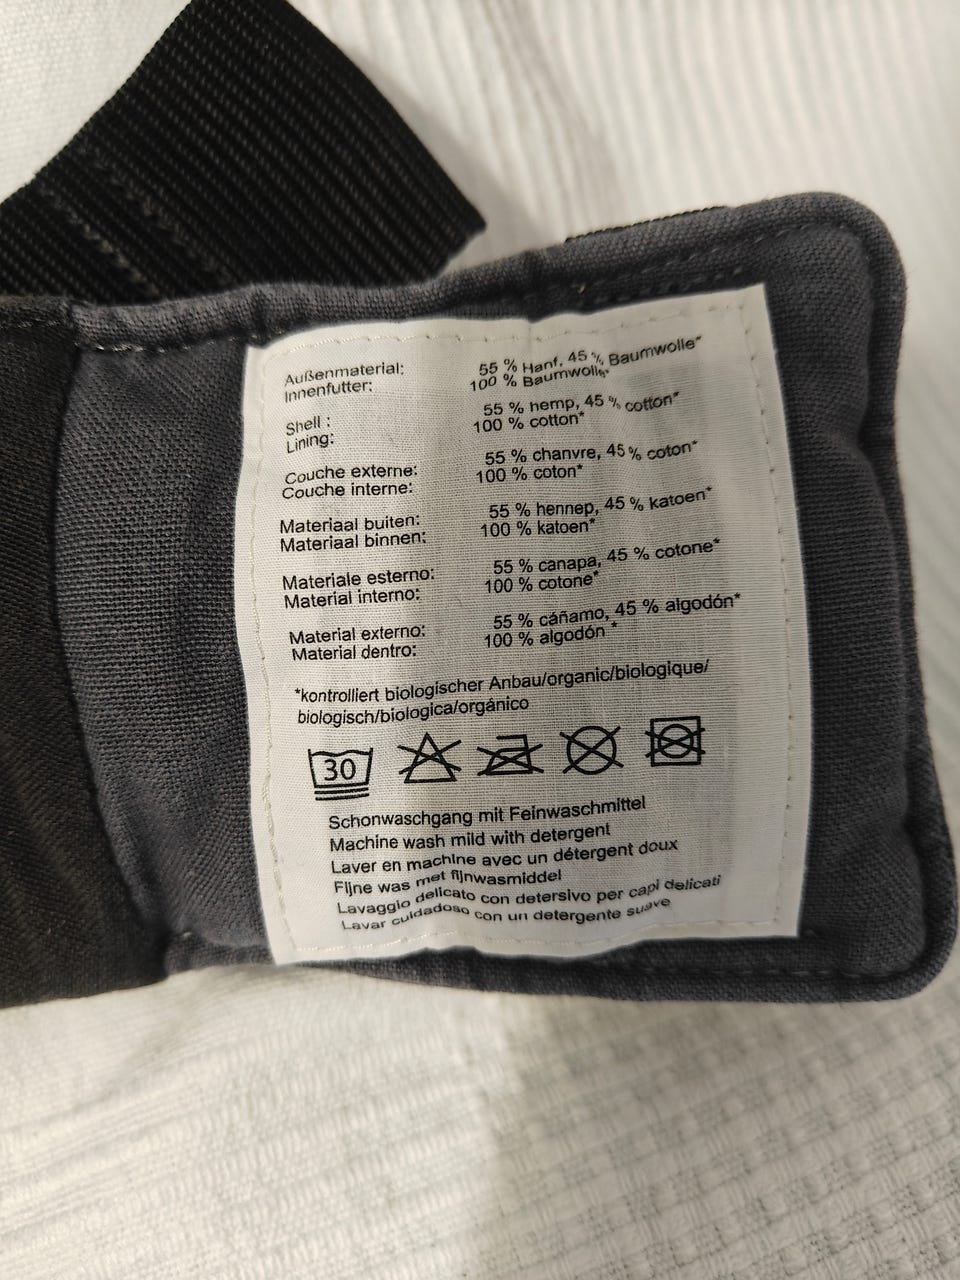 Außenmaterial: 55 % Hanf, 45 % Baumwolle*
Innenfutter: 100 % Baumwolle*
Shell : 55 % hemp, 45 % cotton*
Lining: 100 % cotton*
Couche externe: 55 % chanvre, 45 % coton*
Couche interne: 100 % coton*
Materiaal buiten: 55 % hennep, 45 % katoen*
Materiaal binnen: 100 % katoen*
Materiale esterno: 55 % canapa, 45 % cotone*
Material interno: 100 % cotone*
Material externo: 55 % cáñamo, 45 % algodón*
Material dentro: 100 % algodón *
*kontrolliert biologischer Anbau/organic/biologique/
biologisch/biologica/orgánico
30
Schonwaschgang mit Feinwaschmittel
Machine wash mild with detergent
Laver en machine avec un détergent doux
Fijne was met fijnwasmiddel
Lavaggio delicato con detersivo per capi delicati
Lavar cuidadoso con un detergente suave